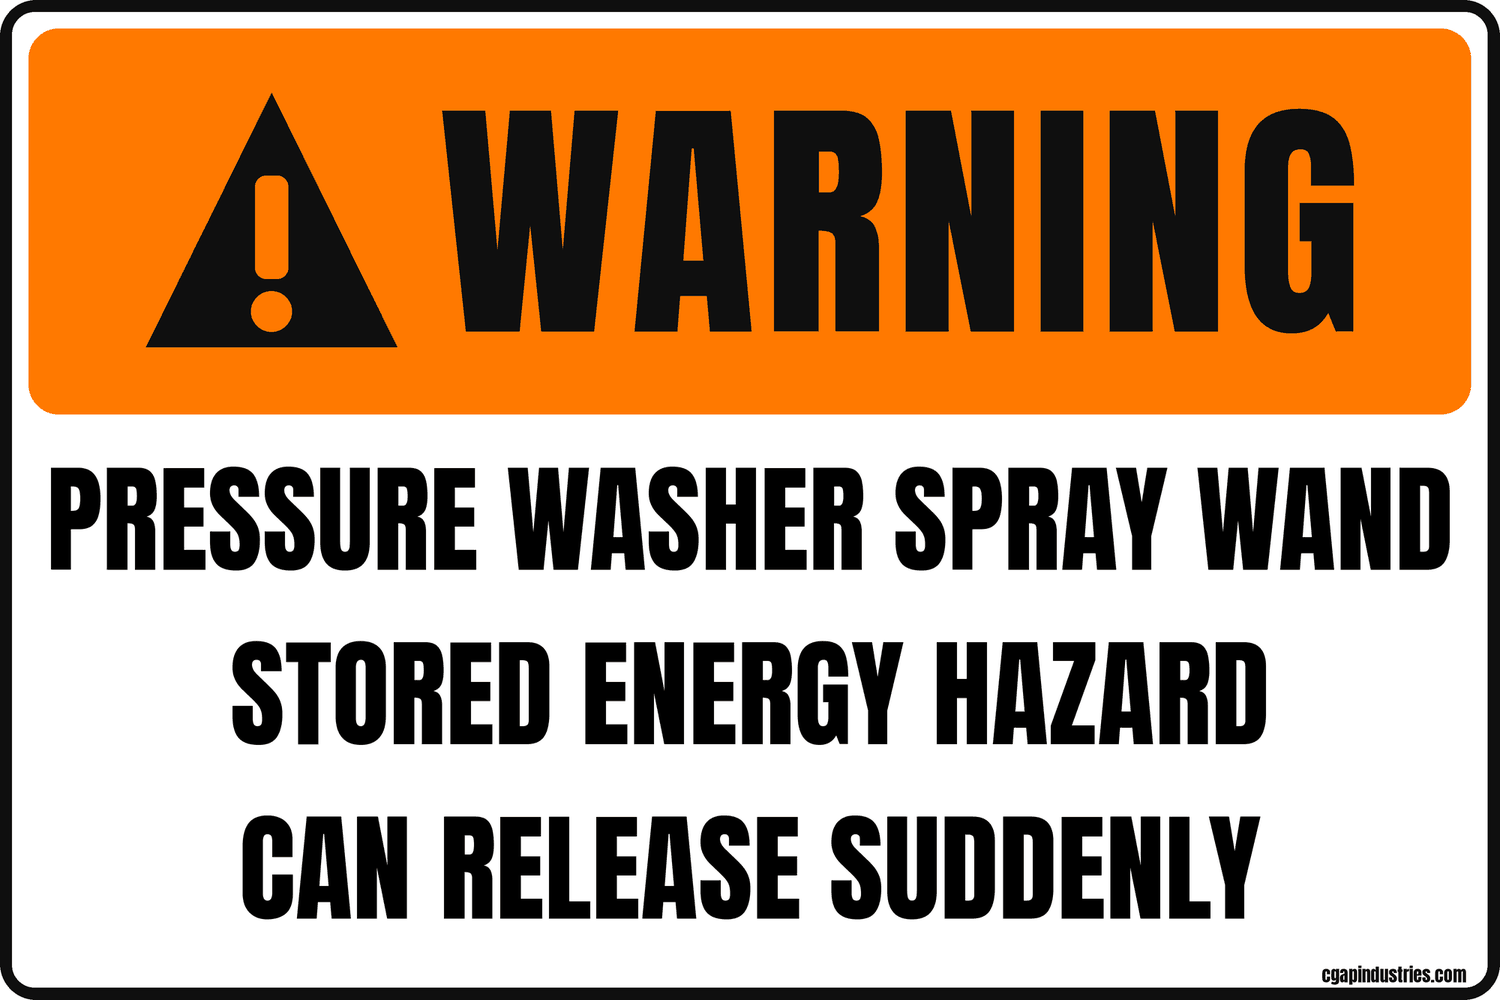 WARNING
PRESSURE WASHER SPRAY WAND
STORED ENERGY HAZARD
CAN RELEASE SUDDENLY
cgapindustries.com